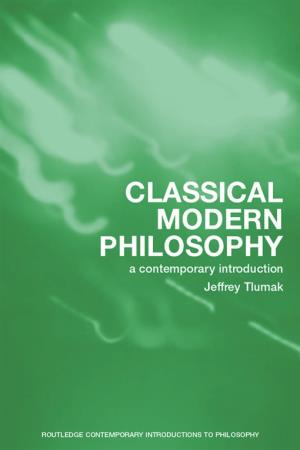 CLASSICAL
MODERN
PHILOSOPHY
a contemporary introduction
Jeffrey Tlumak
ROUTLEDGE CONTEMPORARY INTRODUCTIONS TO PHILOSOPHY